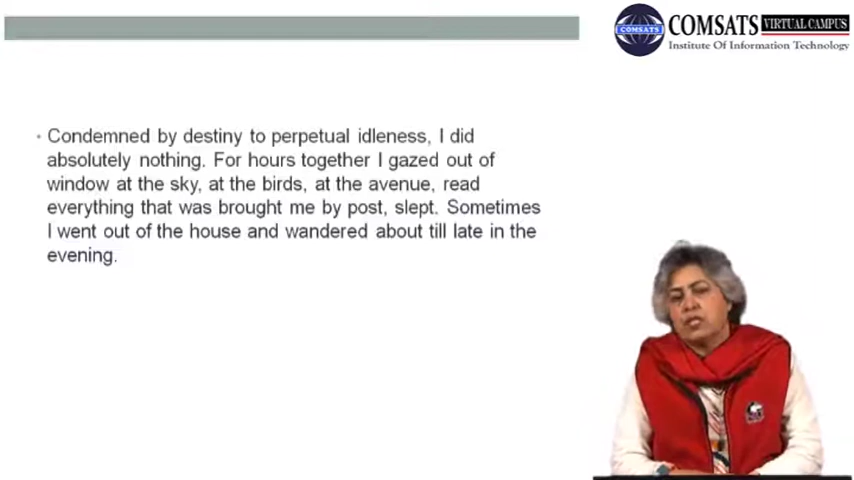 COMSATS VIRTUAL CAMPUS
COMSATS Institute Of Information Technology
• Condemned by destiny to perpetual idleness, I did
absolutely nothing. For hours together I gazed out of
window at the sky, at the birds, at the avenue, read
everything that was brought me by post, slept. Sometimes
I went out of the house and wandered about till late in the
evening.